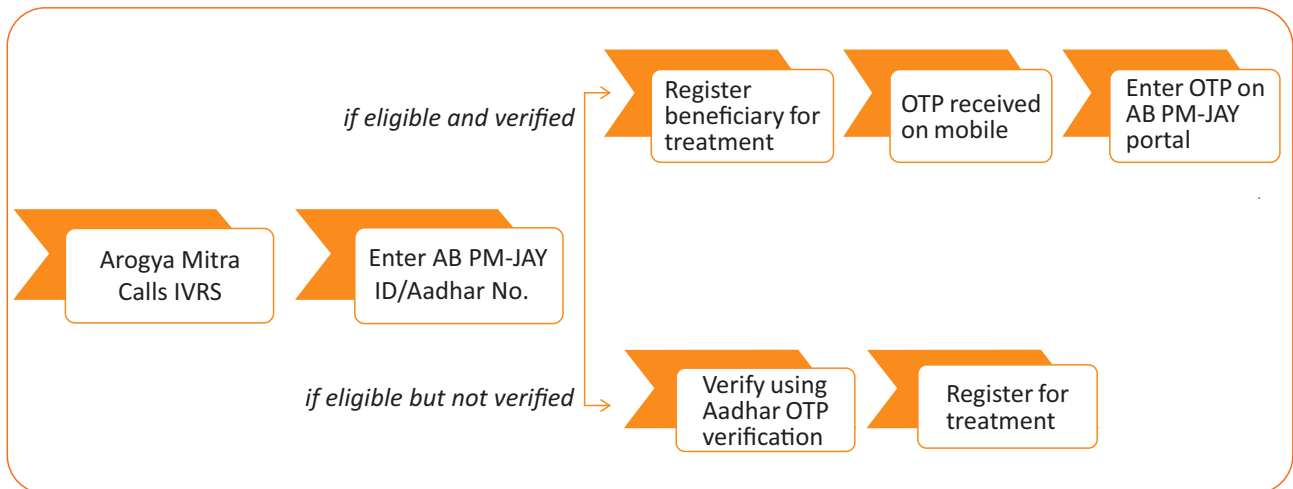 if eligible and verified
Register
beneficiary for
treatment
OTP received
on mobile
Enter OTP on
AB PM-JAY
portal
Arogya Mitra
Calls IVRS
Enter AB PM-JAY
ID/Aadhar No.
if eligible but not verified
Verify using
Aadhar OTP
verification
Register for
treatment